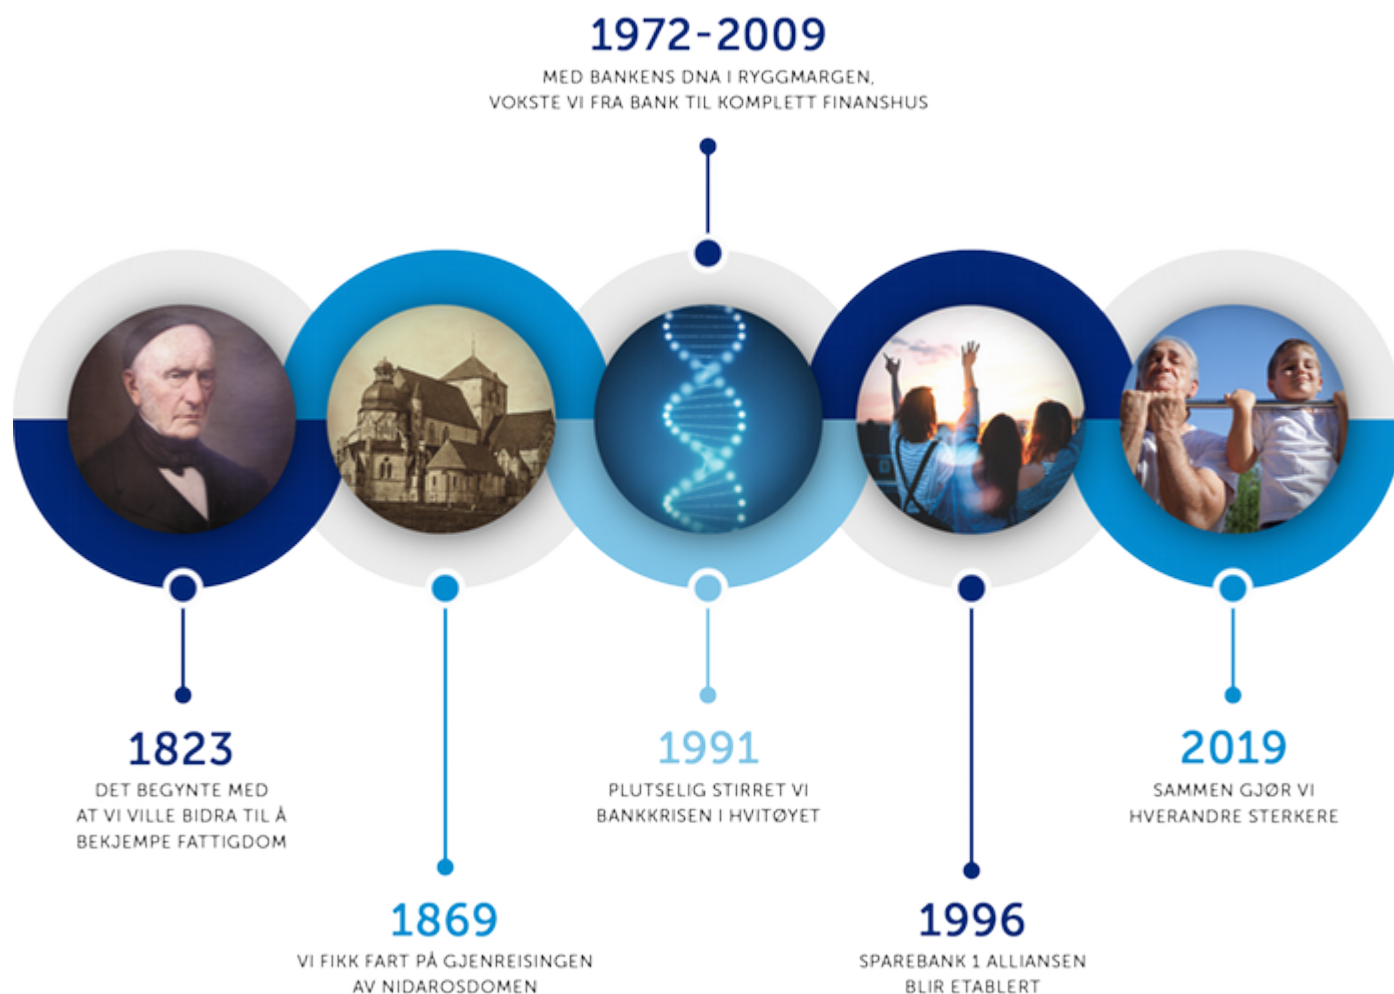 1972-2009
MED BANKENS DNA I RYGGMARGEN,
VOKSTE VI FRA BANK TIL KOMPLETT FINANSHUS
1823
DET BEGYNTE MED
AT VI VILLE BIDRA TIL Å
BEKJEMPE FATTIGDOM
1869
VI FIKK FART PÅ GJENREISINGEN
AV NIDAROSDOMEN
1991
PLUTSELIG STIRRET VI
BANKKRISEN I HVITØYET
1996
SPAREBANK 1 ALLIANSEN
BLIR ETABLERT
2019
SAMMEN GJØR VI
HVERANDRE STERKERE